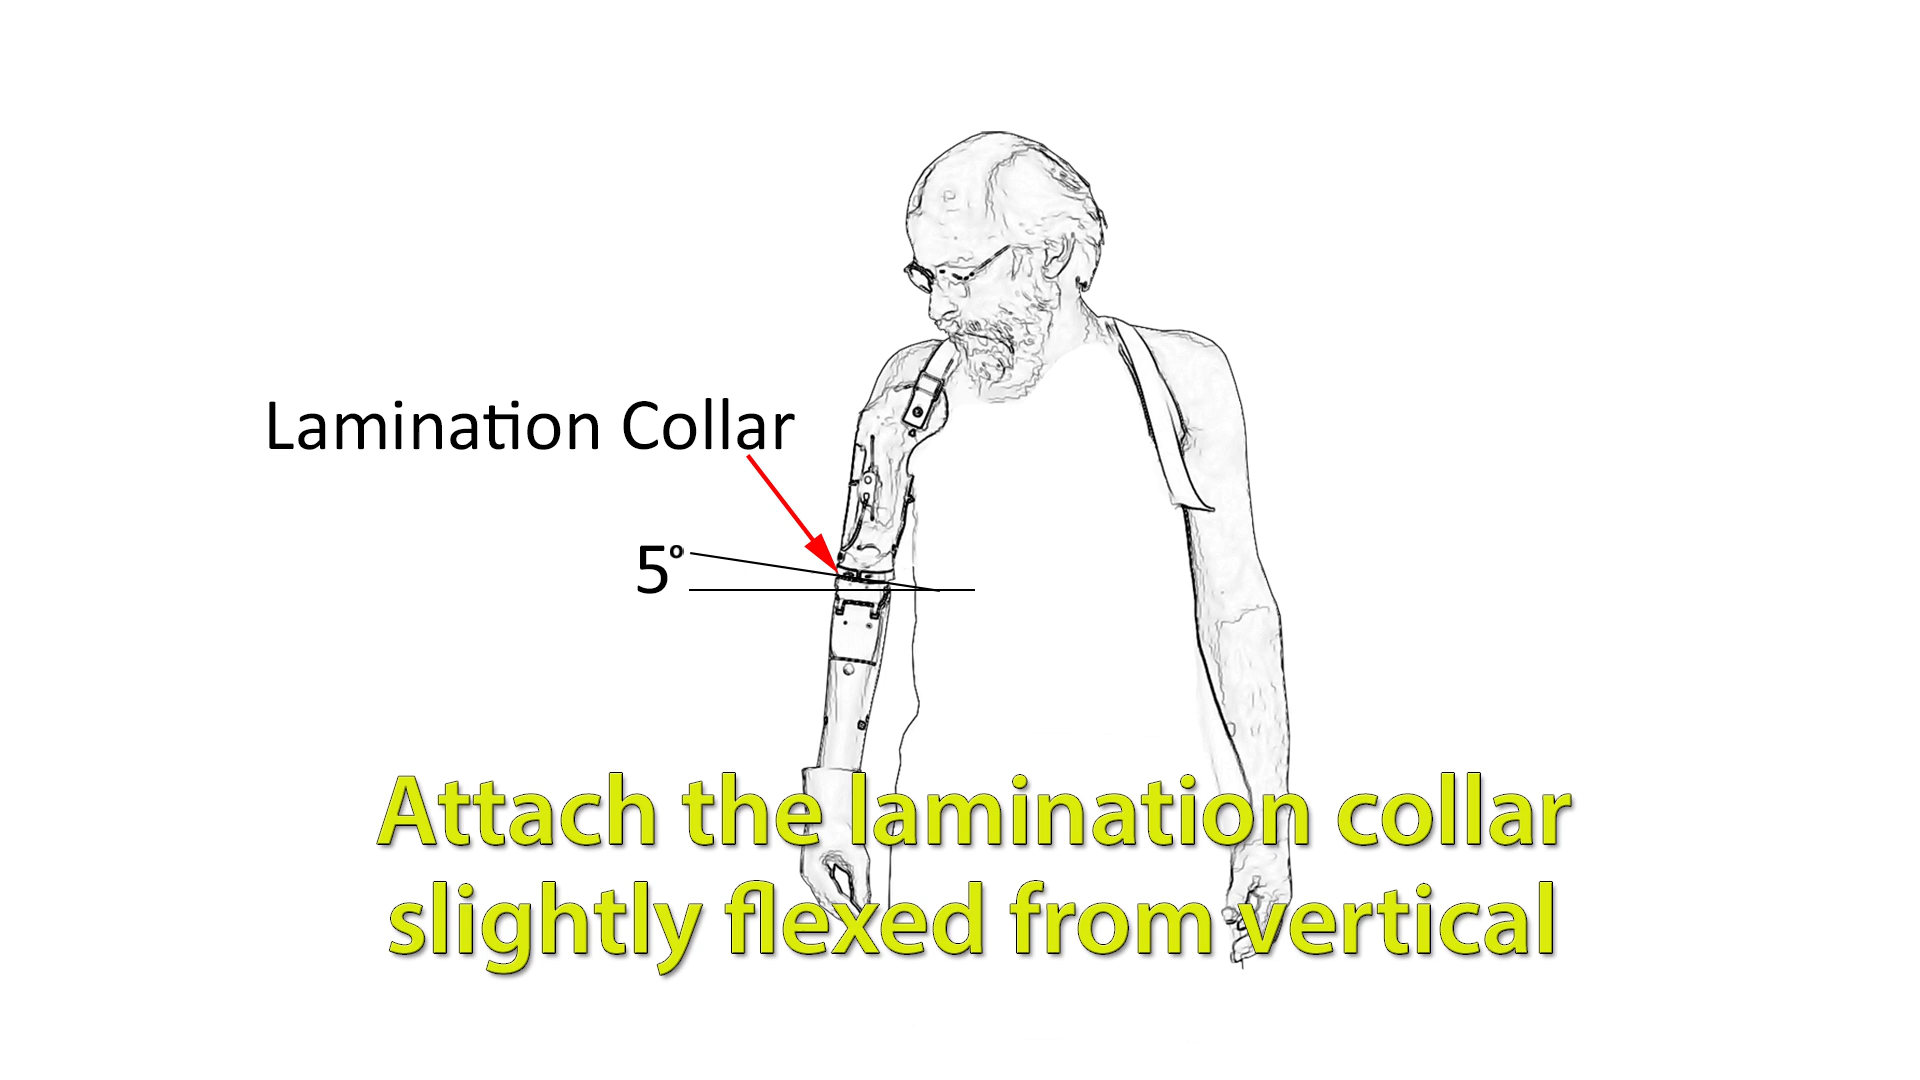 Lamination Collar
5°
Attach the lamination collar
slightly flexed from vertical